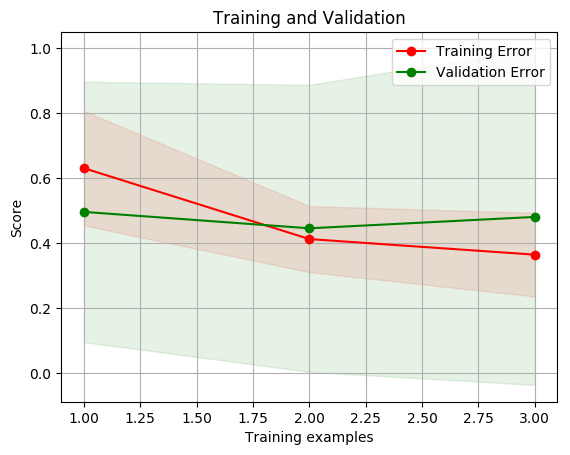 Training and Validation
Training Error
Validation Error
Score
1.0
0.8
0.6
0.4
0.2
0.0
1.00 1.25 1.50 1.75 2.00 2.25 2.50 2.75 3.00
Training examples